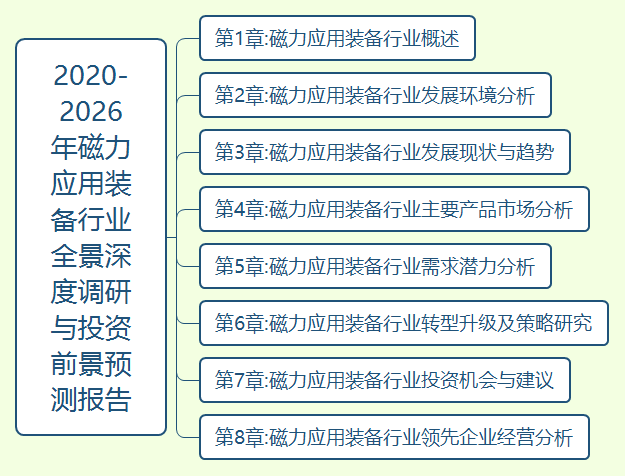 2020-
2026
年磁力
应用装
备行业
全景深
度调研
与投资
前景预
测报告
第1章:磁力应用装备行业概述
第2章:磁力应用装备行业发展环境分析
第3章:磁力应用装备行业发展现状与趋势
第4章:磁力应用装备行业主要产品市场分析
第5章:磁力应用装备行业需求潜力分析
第6章:磁力应用装备行业转型升级及策略研究
第7章:磁力应用装备行业投资机会与建议
第8章:磁力应用装备行业领先企业经营分析